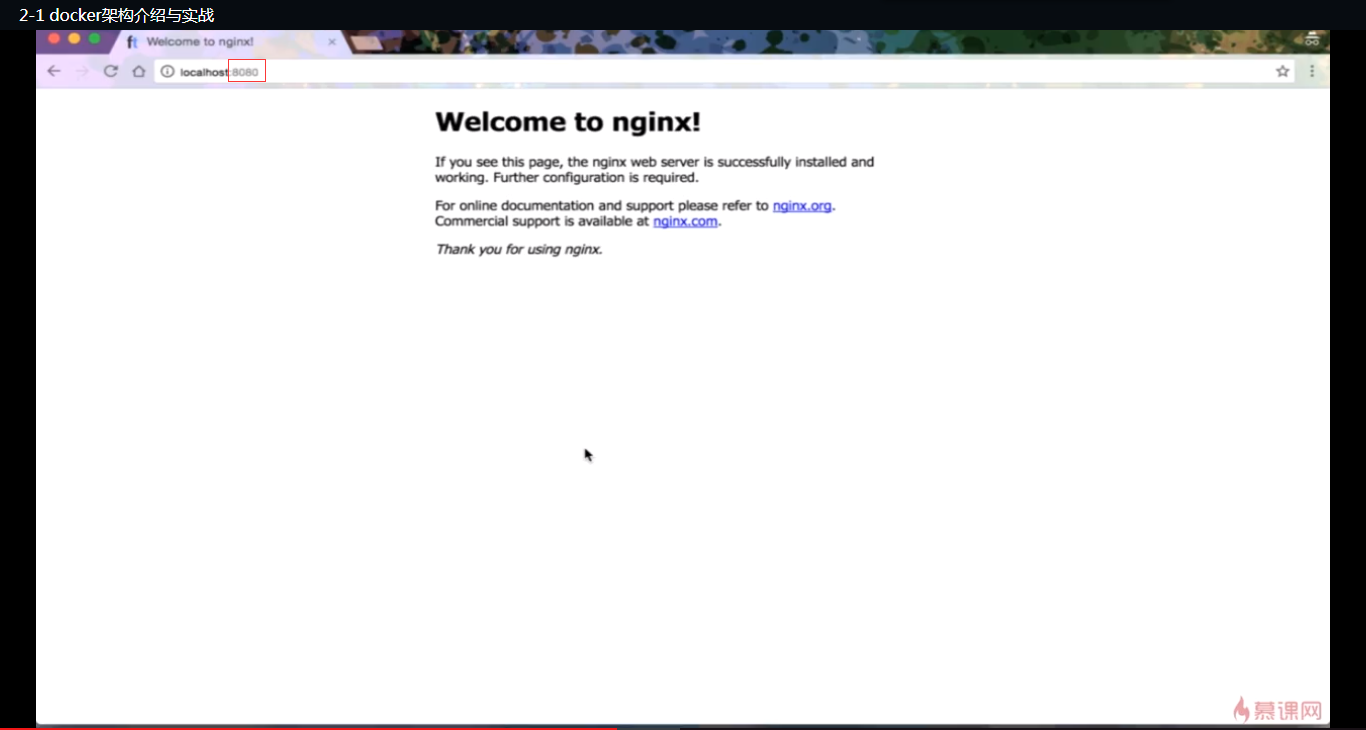 2-1 docker架构介绍与实战
ft Welcome to nginx!
localhost:8080
Welcome to nginx!
If you see this page, the nginx web server is successfully installed and
working. Further configuration is required.
For online documentation and support please refer to nginx.org.
Commercial support is available at nginx.com.
Thank you for using nginx.
慕课网